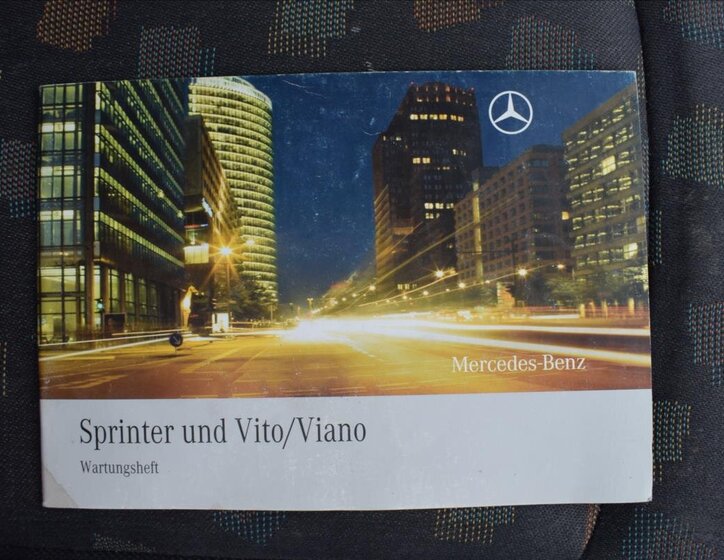 Mercedes-Benz
Sprinter und Vito/Viano
Wartungsheft